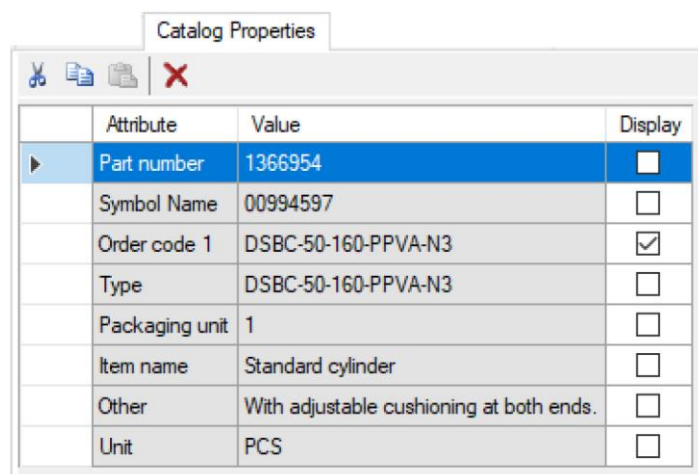 Catalog Properties
Attribute Value Display
Part number 1366954
Symbol Name 00994597
Order code 1 DSBC-50-160-PPVA-N3
Type DSBC-50-160-PPVA-N3
Packaging unit 1
Item name Standard cylinder
Other With adjustable cushioning at both ends.
Unit PCS